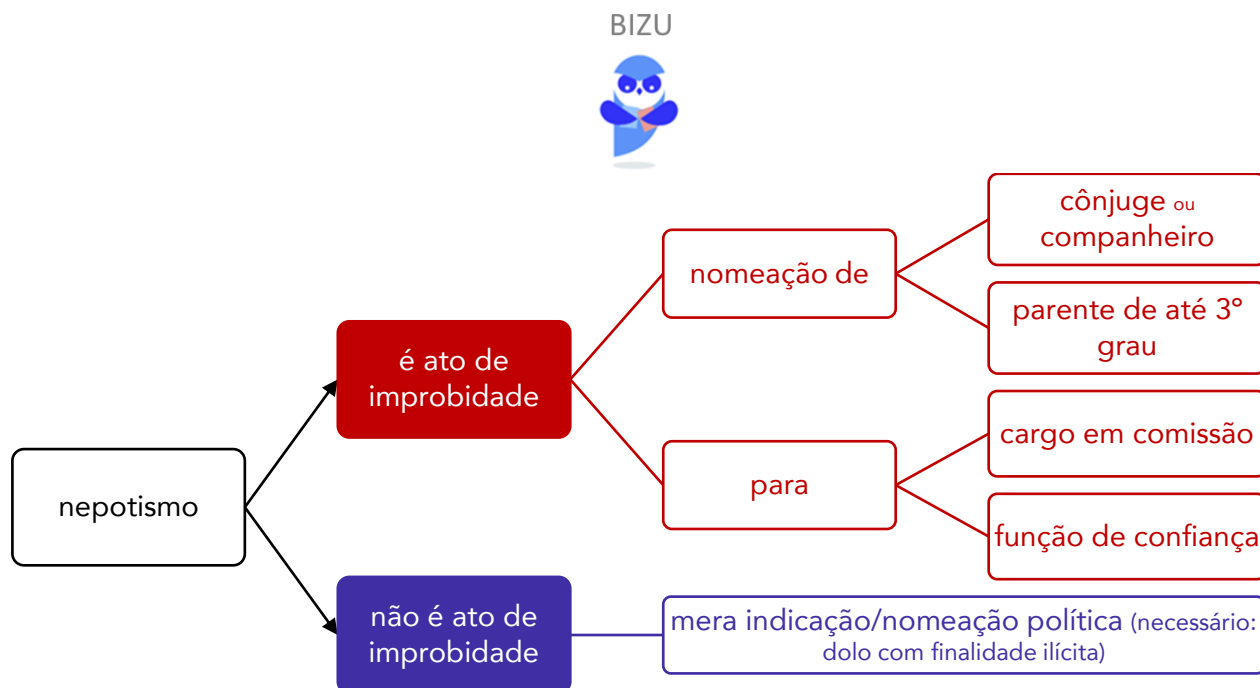 BIZU
cônjuge ou
companheiro
nomeação de
parente de até 3º
grau
é ato de
improbidade
cargo em comissão
para
função de confiança
nepotismo
não é ato de
improbidade
mera indicação/nomeação política (necessário:
dolo com finalidade ilícita)